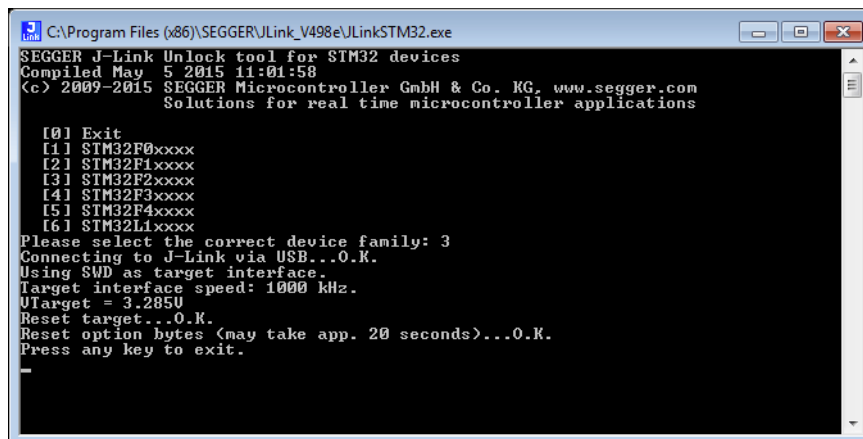 C:\Program Files (x86)\SEGGER\JLink_V498e\JLinkSTM32.exe
SEGGER J-Link Unlock tool for STM32 devices
Compiled May  5 2015 11:01:58
(c) 2009-2015 SEGGER Microcontroller GmbH & Co. KG, www.segger.com
              Solutions for real time microcontroller applications
[0] Exit
[1] STM32F0xxxx
[2] STM32F1xxxx
[3] STM32F2xxxx
[4] STM32F3xxxx
[5] STM32F4xxxx
[6] STM32L1xxxx
Please select the correct device family: 3
Connecting to J-Link via USB...O.K.
Using SWD as target interface.
Target interface speed: 1000 kHz.
VTarget = 3.285V
Reset target...O.K.
Reset option bytes (may take app. 20 seconds)...O.K.
Press any key to exit.